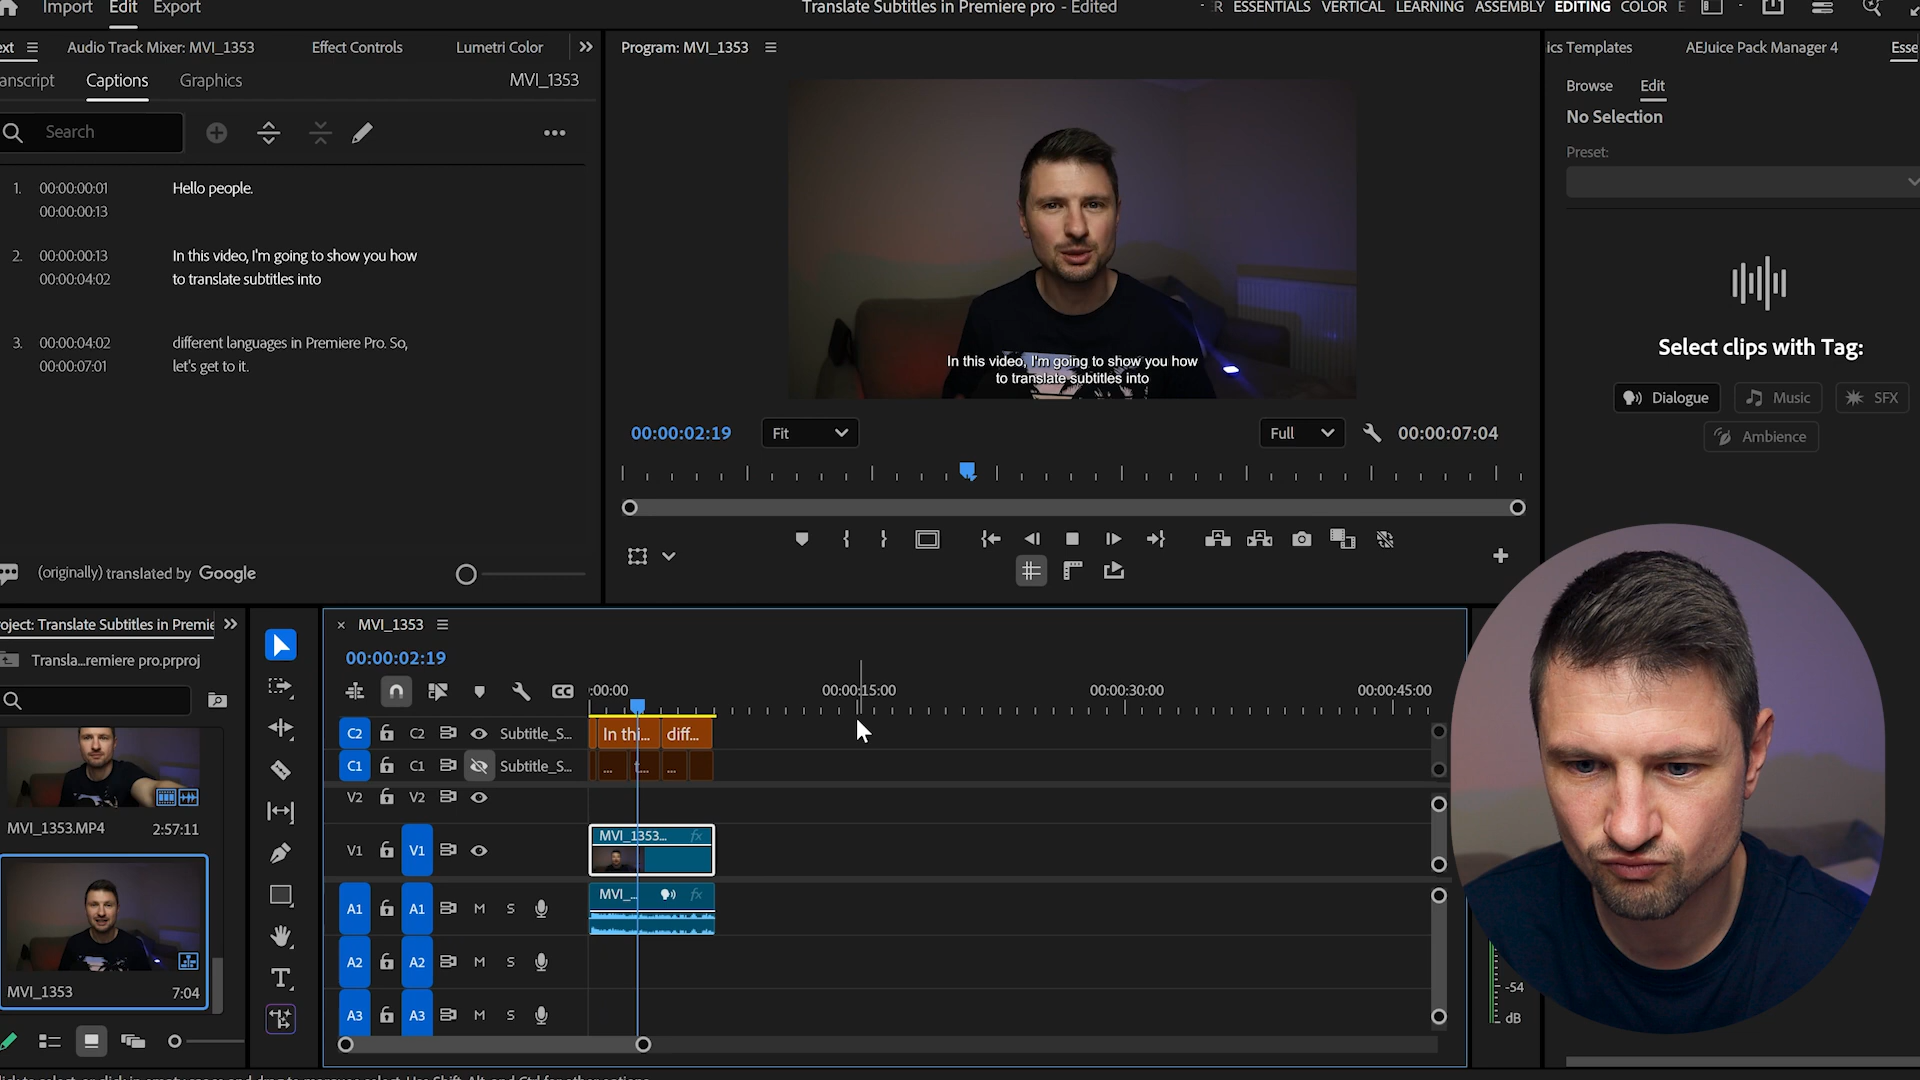 Import Edit Export
Translate Subtitles in Premiere pro - Edited
ESSENTIALS VERTICAL LEARNING ASSEMBLY EDITING COLOR
ext Audio Track Mixer: MVI_1353 Effect Controls Lumetri Color
anscript Captions Graphics MVI_1353
Search
1. 00:00:00:01 Hello people.
00:00:00:13
2. 00:00:00:13 In this video, I'm going to show you how
00:00:04:02 to translate subtitles into
3. 00:00:04:02 different languages in Premiere Pro. So,
00:00:07:01 let's get to it.
(originally) translated by Google
Program: MVI_1353
In this video, I'm going to show you how
to translate subtitles into
00:00:02:19 Fit Full 00:00:07:04
ics Templates AEJuice Pack Manager 4 Esse
Browse Edit
No Selection
Preset:
Select clips with Tag:
Dialogue Music SFX
Ambience
oject: Translate Subtitles in Premie
Transla...remiere pro.prproj
MVI_1353.MP4 2:57:11
MVI_1353 7:04
MVI_1353
00:00:02:19
CC
:00:00 00:00:15:00 00:00:30:00 00:00:45:00
C2 C2 Subtitle_S... In thi... diff...
C1 C1 Subtitle_S... ... t... ...
V2 V2
V1 V1 MVI_1353... fx
A1 A1 M S MVI_... fx
A2 A2 M S
A3 A3 M S
-54
dB